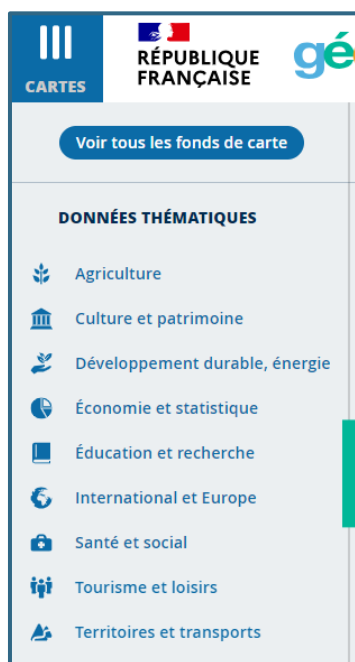 CARTES
RÉPUBLIQUE
FRANÇAISE
gé
Voir tous les fonds de carte
DONNÉES THÉMATIQUES
Agriculture
Culture et patrimoine
Développement durable, énergie
Économie et statistique
Éducation et recherche
International et Europe
Santé et social
Tourisme et loisirs
Territoires et transports